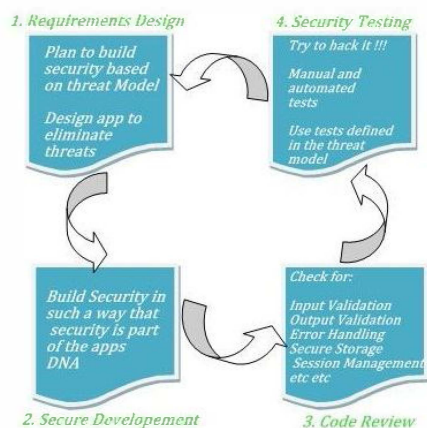 1. Requirements Design
Plan to build
security based
on threat Model
Design app to
eliminate
threats
4. Security Testing
Try to hack it !!!
Manual and
automated
tests
Use tests defined
in the threat
model
Build Security in
such a way that
security is part
of the apps
DNA
2. Secure Developement
Check for:
Input Validation
Output Validation
Error Handling
Secure Storage
Session Management
etc etc
3. Code Review